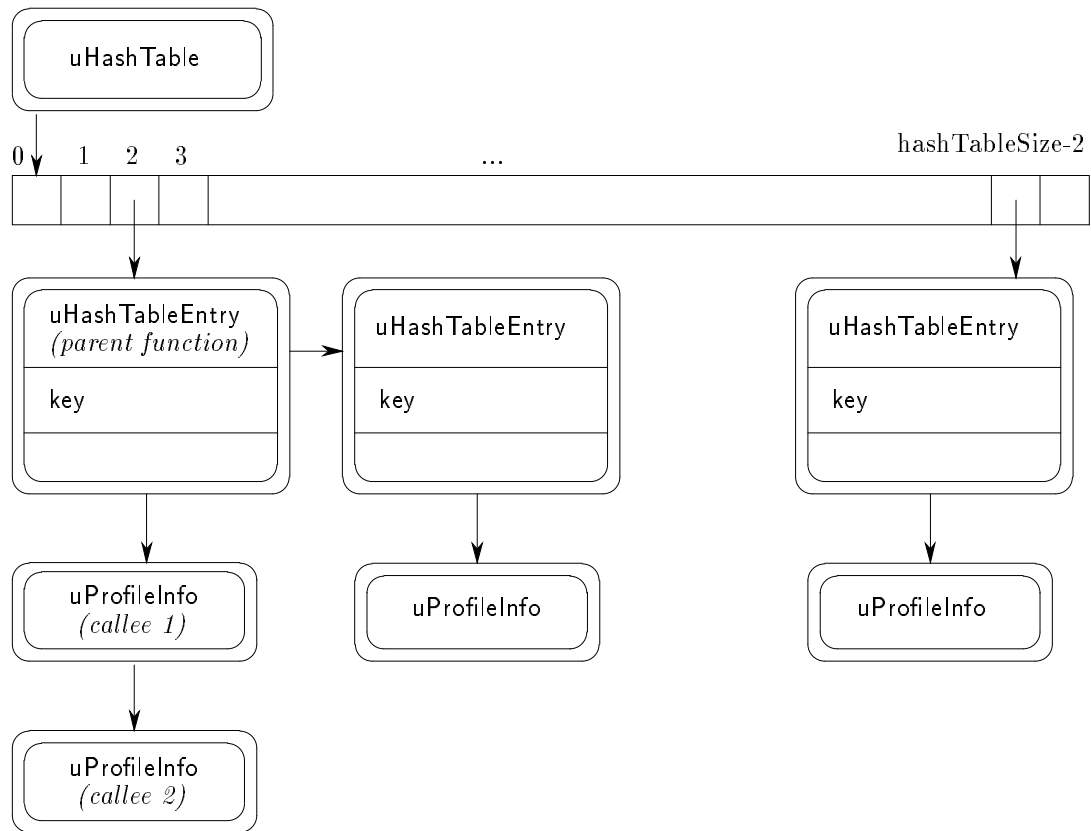 uHashTable
0 1 2 3 ... hashTableSize-2
uHashTableEntry
(parent function)
key
uHashTableEntry
key
uHashTableEntry
key
uProfileInfo
(callee 1)
uProfileInfo
uProfileInfo
uProfileInfo
(callee 2)